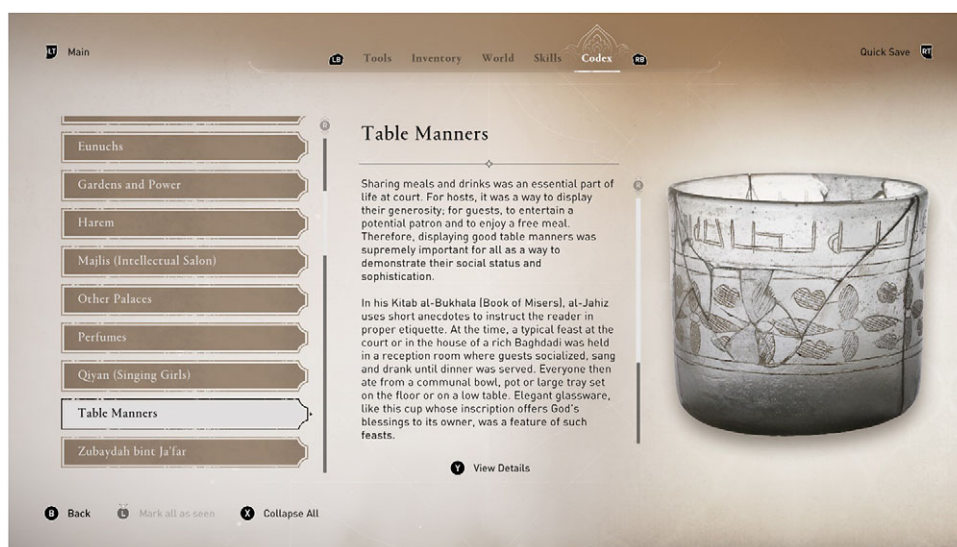 LT Main
LB Tools Inventory World Skills Codex RB
Quick Save RT
Eunuchs
Gardens and Power
Harem
Majlis (Intellectual Salon)
Other Palaces
Perfumes
Qiyan (Singing Girls)
Table Manners
Zubaydah bint Ja'far
R
Table Manners
Sharing meals and drinks was an essential part of
life at court. For hosts, it was a way to display
their generosity; for guests, to entertain a
potential patron and to enjoy a free meal.
Therefore, displaying good table manners was
supremely important for all as a way to
demonstrate their social status and
sophistication.
In his Kitab al-Bukhala (Book of Misers), al-Jahiz
uses short anecdotes to instruct the reader in
proper etiquette. At the time, a typical feast at the
court or in the house of a rich Baghdadi was held
in a reception room where guests socialized, sang
and drank until dinner was served. Everyone then
ate from a communal bowl, pot or large tray set
on the floor or on a low table. Elegant glassware,
like this cup whose inscription offers God's
blessings to its owner, was a feature of such
feasts.
Y View Details
B Back
L Mark all as seen
X Collapse All